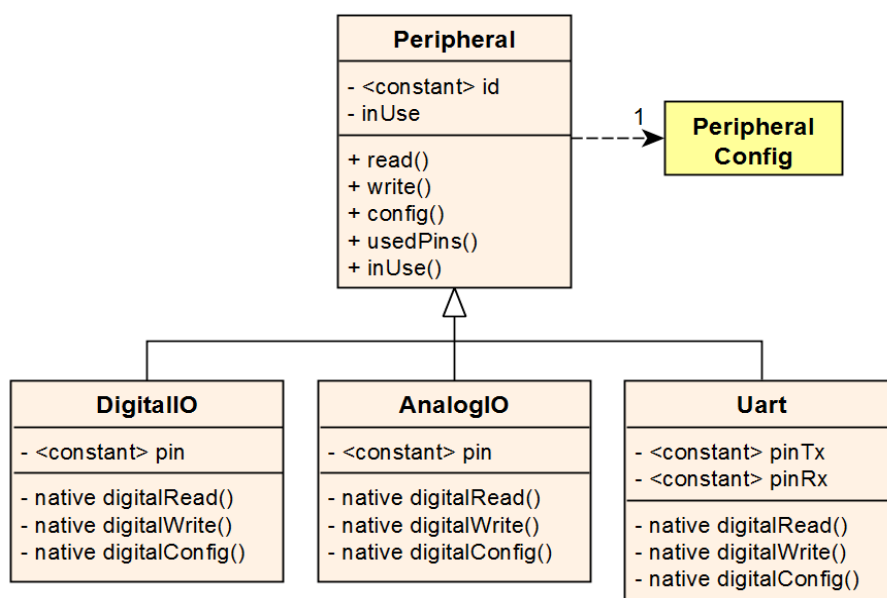 Peripheral
- <constant> id
- inUse
+ read()
+ write()
+ config()
+ usedPins()
+ inUse()
1
Peripheral
Config
DigitalIO
- <constant> pin
- native digitalRead()
- native digitalWrite()
- native digitalConfig()
AnalogIO
- <constant> pin
- native digitalRead()
- native digitalWrite()
- native digitalConfig()
Uart
- <constant> pinTx
- <constant> pinRx
- native digitalRead()
- native digitalWrite()
- native digitalConfig()